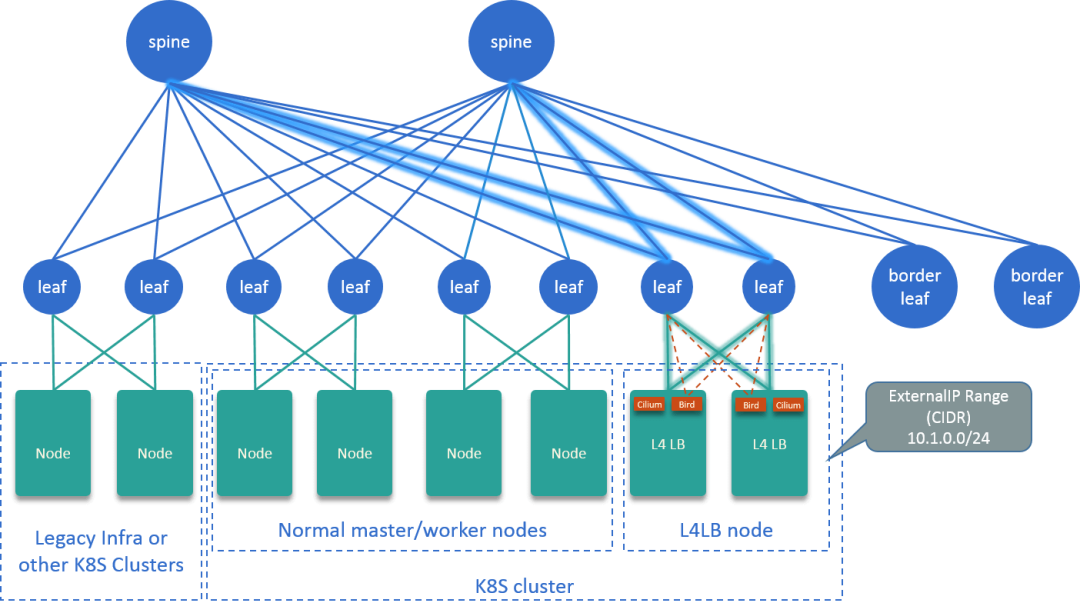 spine
spine
leaf
leaf
leaf
leaf
leaf
leaf
leaf
leaf
border
leaf
border
leaf
Node
Node
Node
Node
Node
Node
Cilium
Bird
L4 LB
Bird
Cilium
L4 LB
ExternalIP Range
(CIDR)
10.1.0.0/24
Legacy Infra or
other K8S Clusters
Normal master/worker nodes
L4LB node
K8S cluster